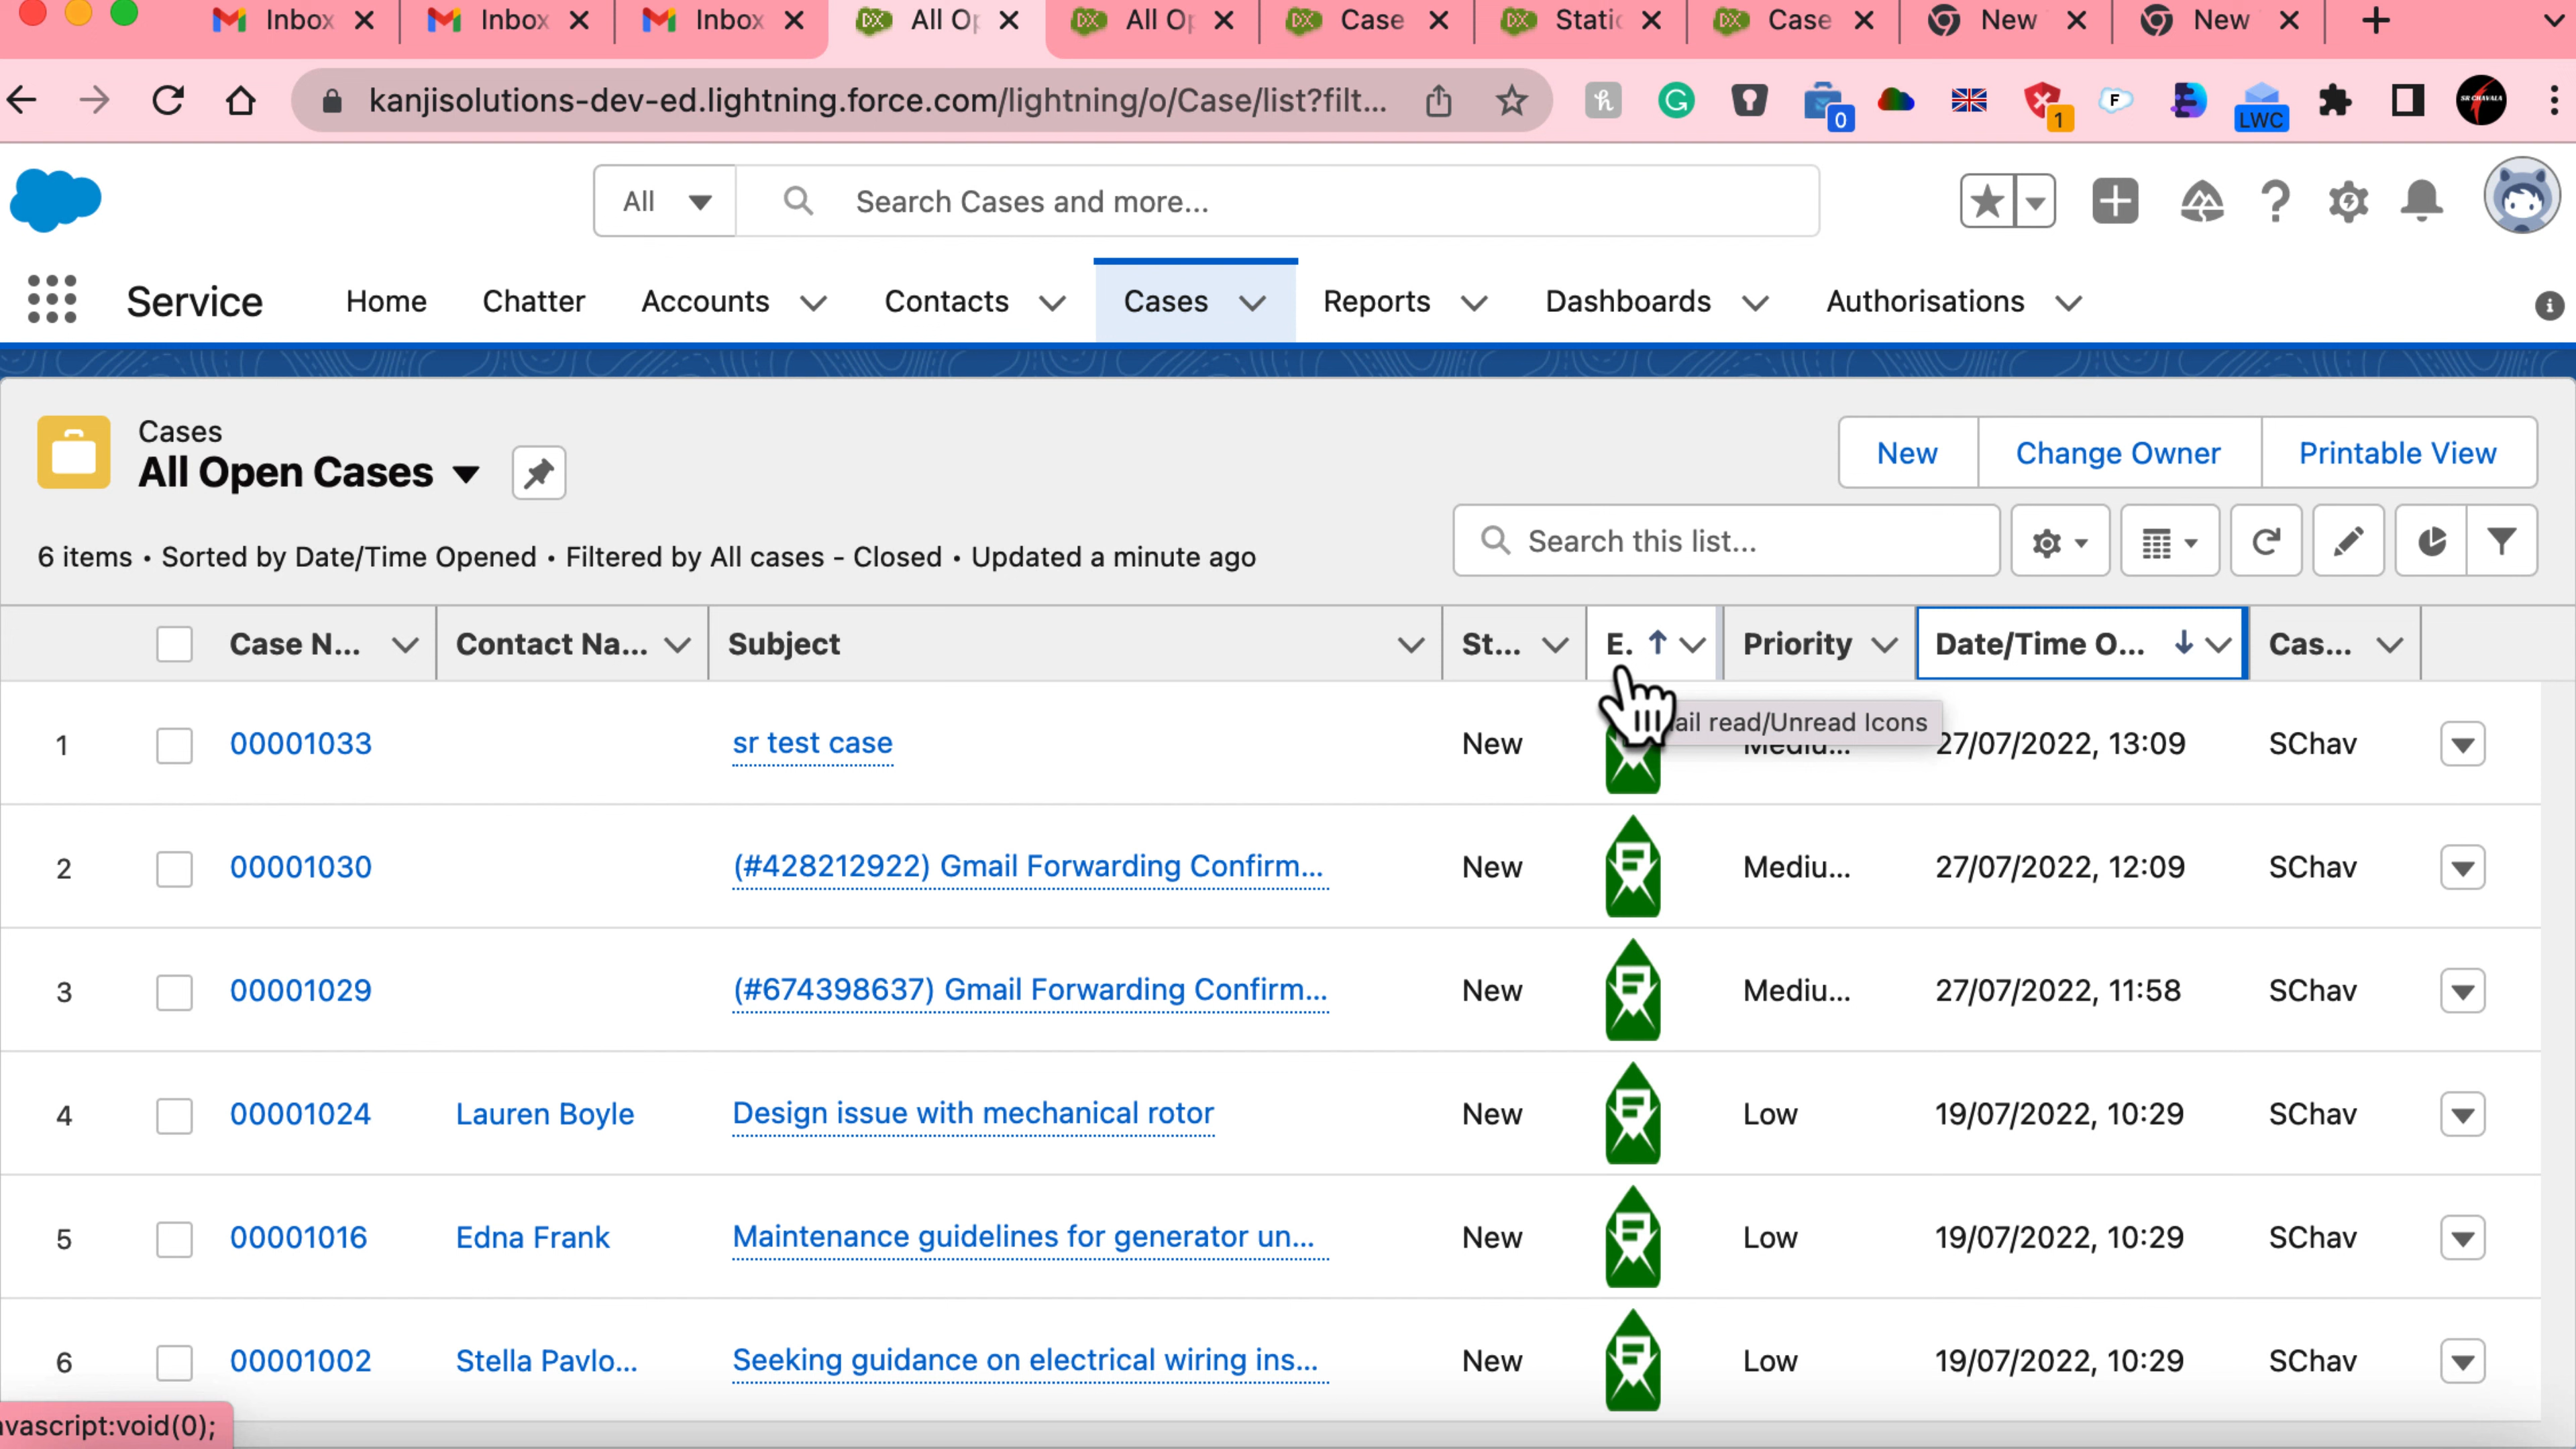 Inbox Inbox Inbox All Op All Op Case Static Case New New
kanjisolutions-dev-ed.lightning.force.com/lightning/o/Case/list?filt...
0 1 F LWC SR CHAVALA
All Search Cases and more...
Service Home Chatter Accounts Contacts Cases Reports Dashboards Authorisations
Cases
All Open Cases
New Change Owner Printable View
6 items • Sorted by Date/Time Opened • Filtered by All cases - Closed • Updated a minute ago
Search this list...
Case N... Contact Na... Subject St... E. Priority Date/Time O... Cas...
ail read/Unread Icons
1 00001033 sr test case New Mediu... 27/07/2022, 13:09 SChav
2 00001030 (#428212922) Gmail Forwarding Confirm... New Mediu... 27/07/2022, 12:09 SChav
3 00001029 (#674398637) Gmail Forwarding Confirm... New Mediu... 27/07/2022, 11:58 SChav
4 00001024 Lauren Boyle Design issue with mechanical rotor New Low 19/07/2022, 10:29 SChav
5 00001016 Edna Frank Maintenance guidelines for generator un... New Low 19/07/2022, 10:29 SChav
6 00001002 Stella Pavlo... Seeking guidance on electrical wiring ins... New Low 19/07/2022, 10:29 SChav
avascript:void(0);